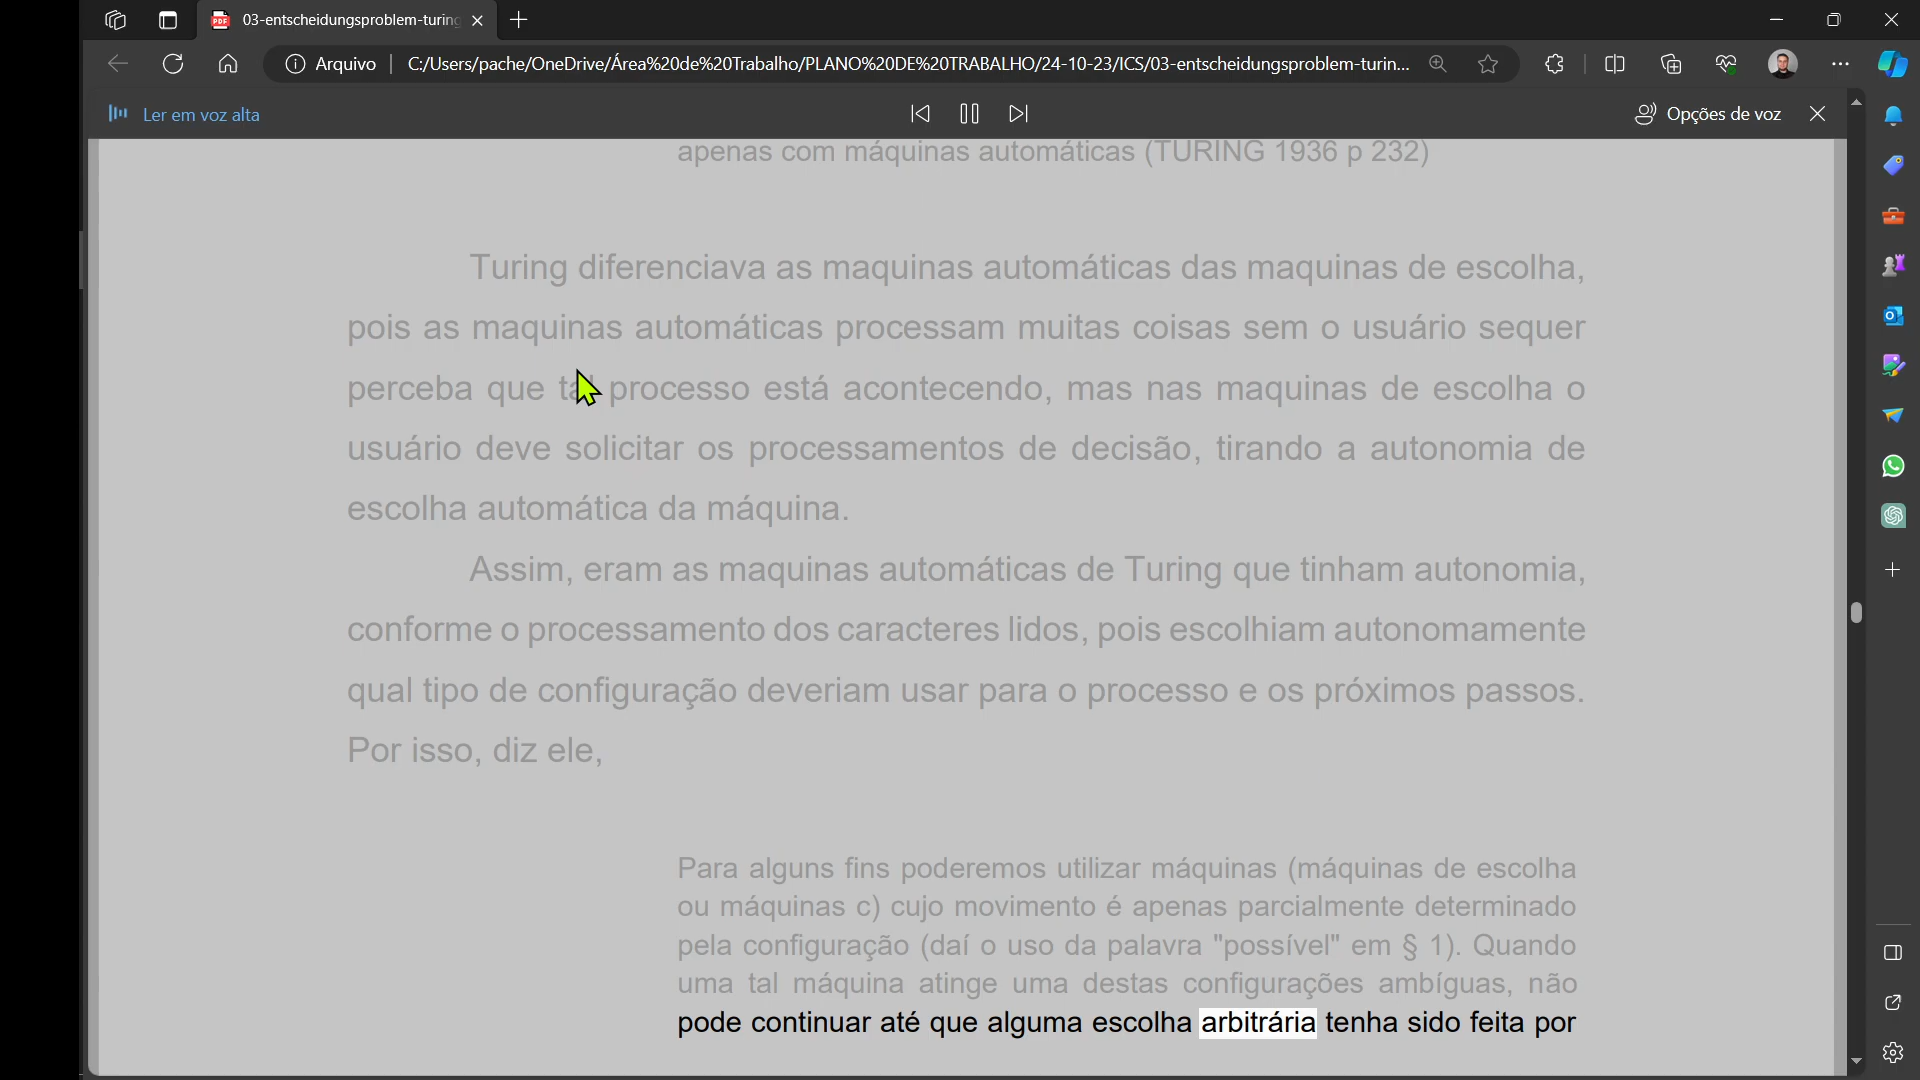 03-entscheidungsproblem-turing
Arquivo
C:/Users/pache/OneDrive/Área%20de%20Trabalho/PLANO%20DE%20TRABALHO/24-10-23/ICS/03-entscheidungsproblem-turin...
Ler em voz alta
Opções de voz
apenas com máquinas automáticas (TURING 1936 p 232)
Turing diferenciava as maquinas automáticas das maquinas de escolha,
pois as maquinas automáticas processam muitas coisas sem o usuário sequer
perceba que tal processo está acontecendo, mas nas maquinas de escolha o
usuário deve solicitar os processamentos de decisão, tirando a autonomia de
escolha automática da máquina.
Assim, eram as maquinas automáticas de Turing que tinham autonomia,
conforme o processamento dos caracteres lidos, pois escolhiam autonomamente
qual tipo de configuração deveriam usar para o processo e os próximos passos.
Por isso, diz ele,
Para alguns fins poderemos utilizar máquinas (máquinas de escolha
ou máquinas c) cujo movimento é apenas parcialmente determinado
pela configuração (daí o uso da palavra "possível" em § 1). Quando
uma tal máquina atinge uma destas configurações ambíguas, não
pode continuar até que alguma escolha arbitrária tenha sido feita por